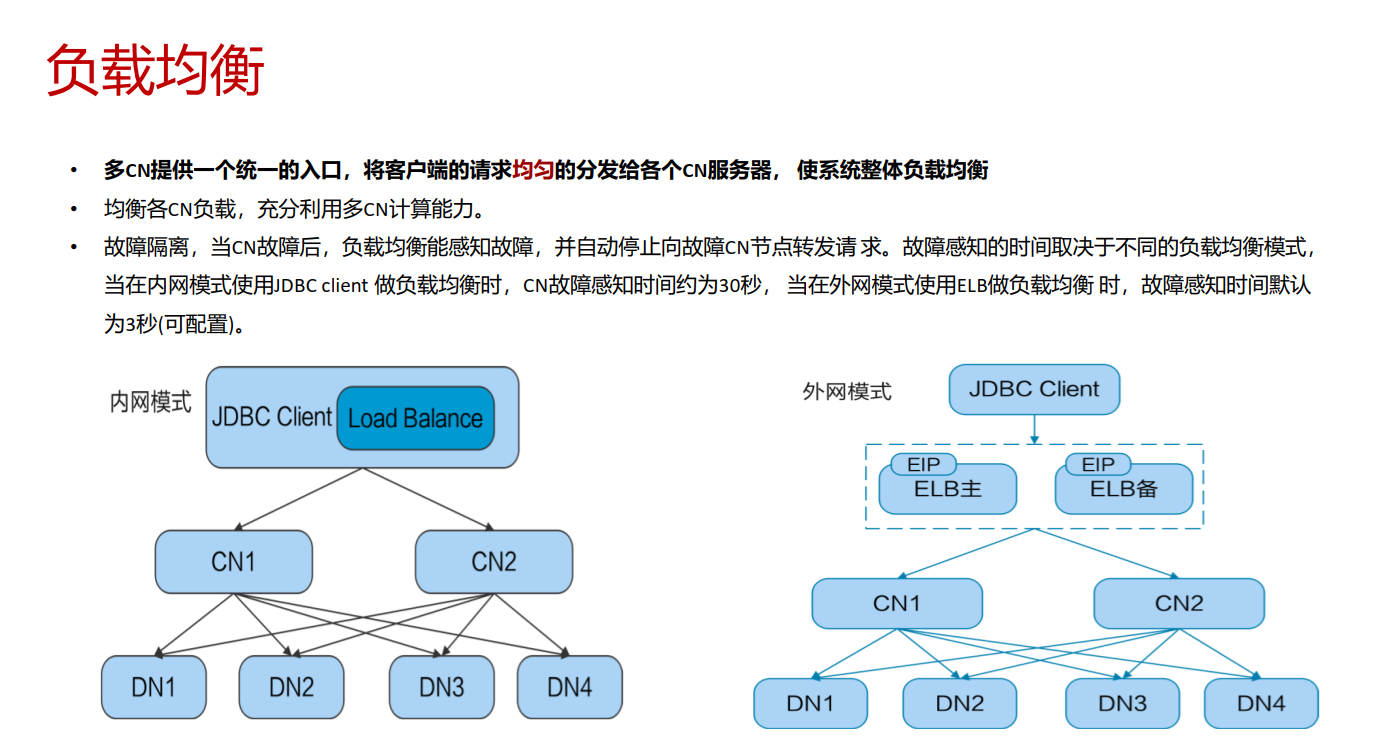 负载均衡
• 多CN提供一个统一的入口，将客户端的请求均匀的分发给各个CN服务器， 使系统整体负载均衡
• 均衡各CN负载，充分利用多CN计算能力。
• 故障隔离，当CN故障后，负载均衡能感知故障，并自动停止向故障CN节点转发请 求。故障感知的时间取决于不同的负载均衡模式，
当在内网模式使用JDBC client 做负载均衡时，CN故障感知时间约为30秒， 当在外网模式使用ELB做负载均衡 时，故障感知时间默认
为3秒(可配置)。
内网模式
JDBC Client
Load Balance
CN1
CN2
DN1
DN2
DN3
DN4
外网模式
JDBC Client
EIP
ELB主
EIP
ELB备
CN1
CN2
DN1
DN2
DN3
DN4